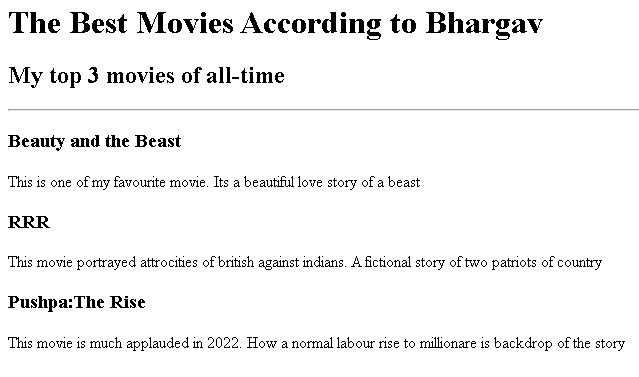 The Best Movies According to Bhargav
My top 3 movies of all-time
Beauty and the Beast
This is one of my favourite movie. Its a beautiful love story of a beast
RRR
This movie portrayed attrocities of british against indians. A fictional story of two patriots of country
Pushpa:The Rise
This movie is much applauded in 2022. How a normal labour rise to millionare is backdrop of the story